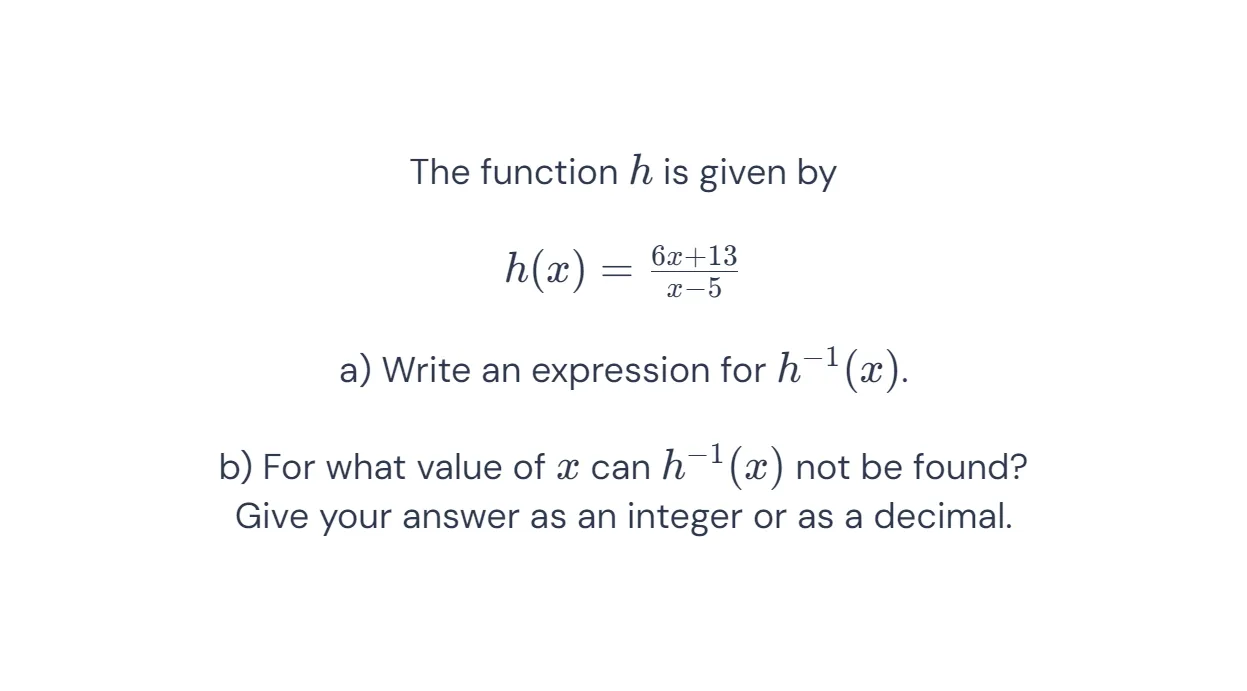 The function h is given by
h(x) = \frac{6x+13}{x-5}
a) Write an expression for h^{-1}(x).
b) For what value of x can h^{-1}(x) not be found?
Give your answer as an integer or as a decimal.